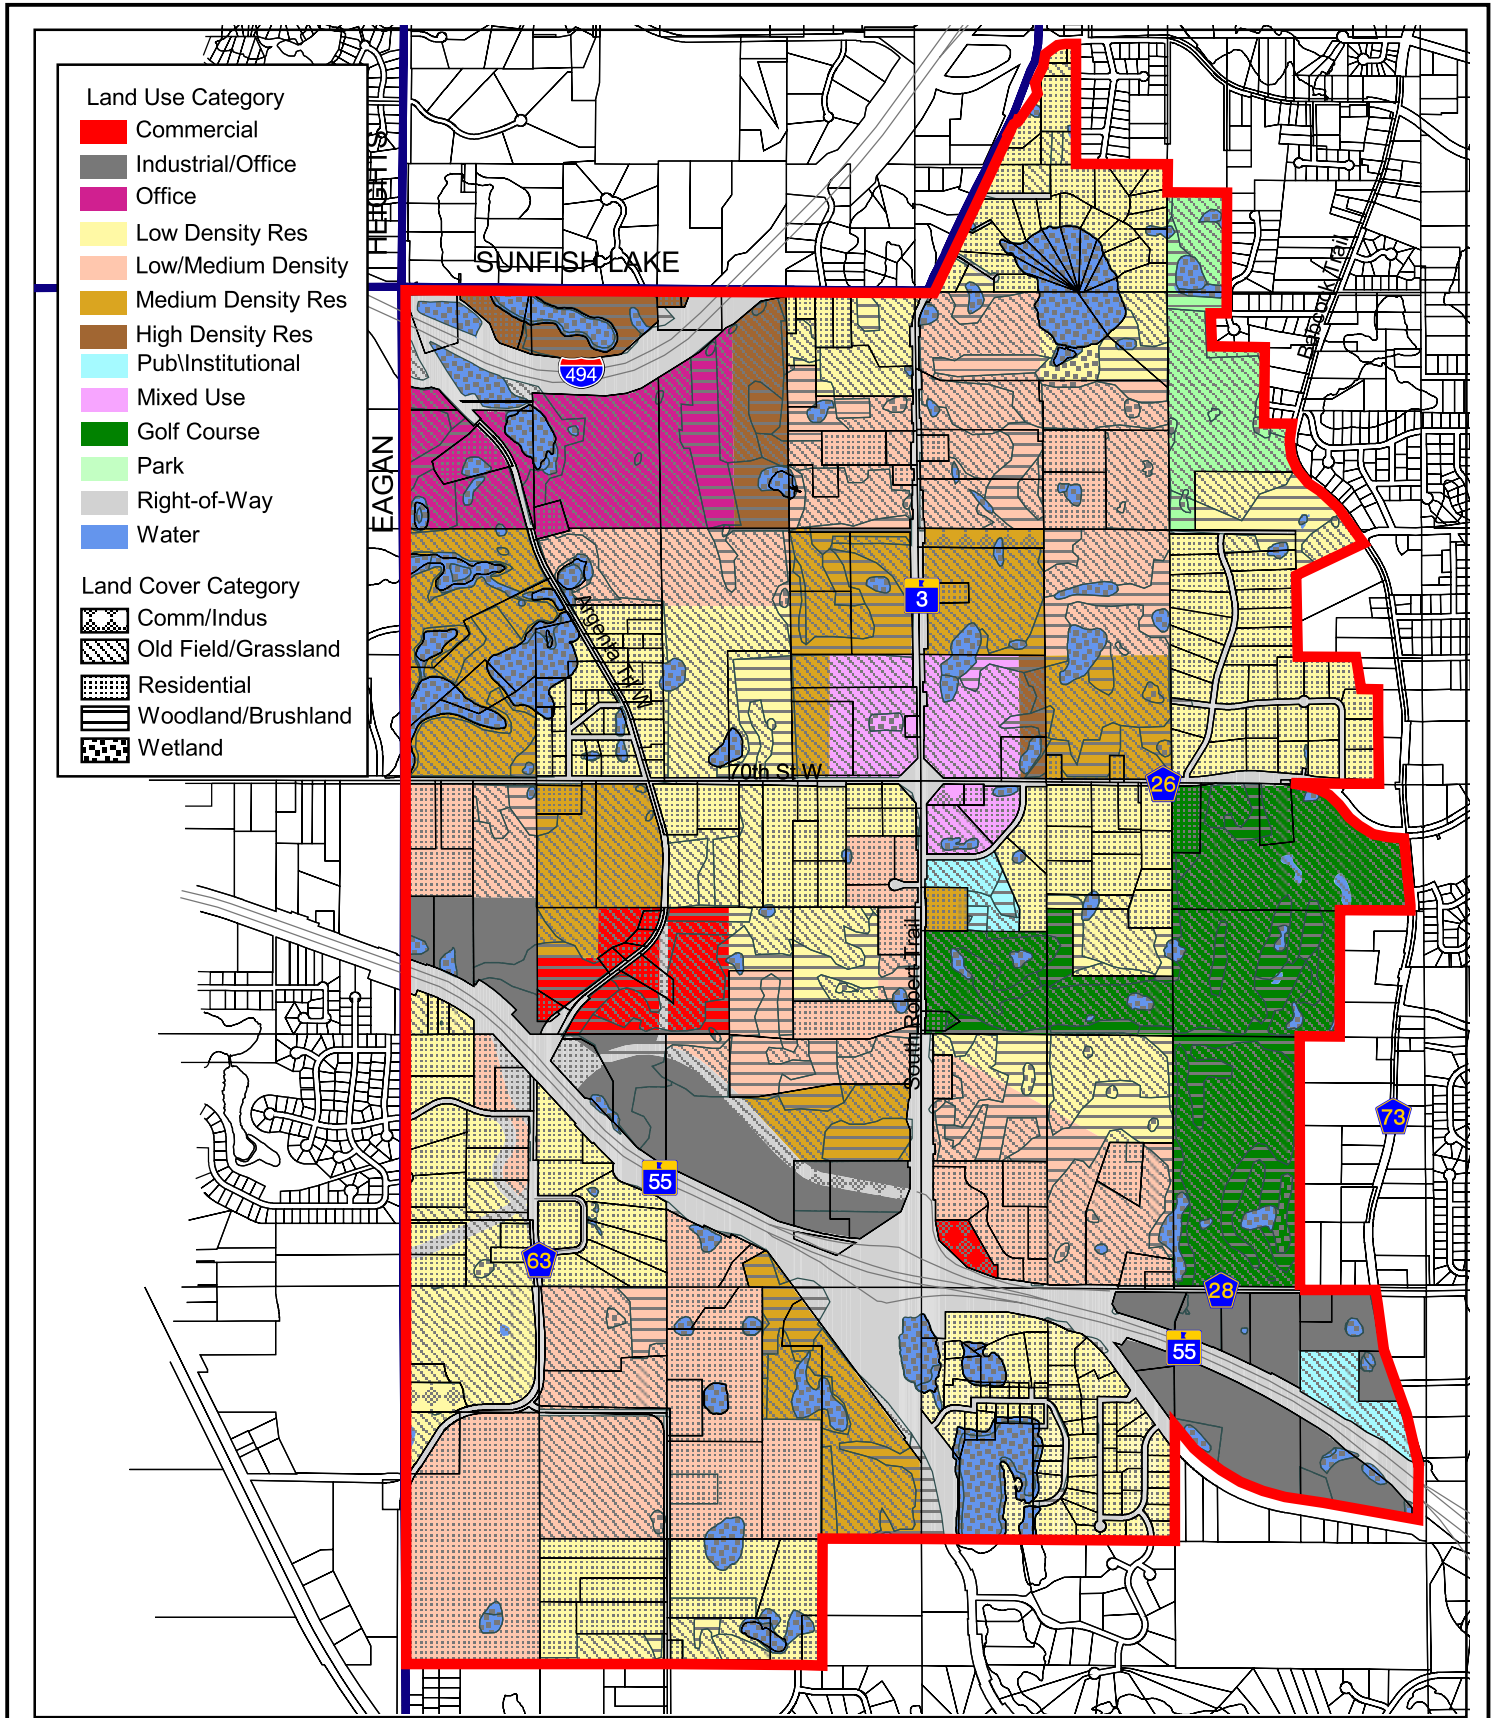 Land Use Category
Commercial
Industrial/Office
Office
Low Density Res
Low/Medium Density
Medium Density Res
High Density Res
Pub\Institutional
Mixed Use
Golf Course
Park
Right-of-Way
Water
Land Cover Category
Comm/Indus
Old Field/Grassland
Residential
Woodland/Brushland
Wetland
HEIGHTS
SUNFISH LAKE
EAGAN
Babcock Trail
494
3
Argenta Trl W
70th St W
26
South Robert Trail
73
55
63
28
55